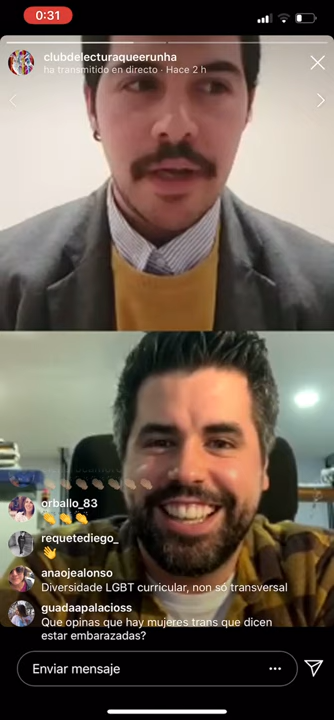 0:31
clubdelecturaqueerunha
ha transmitido en directo · Hace 2 h
orballo_83
👏👏👏
requetediego_
👋
anaojealonso
Diversidade LGBT curricular, non só transversal
guadaapalacioss
Que opinas que hay mujeres trans que dicen
estar embarazadas?
Enviar mensaje